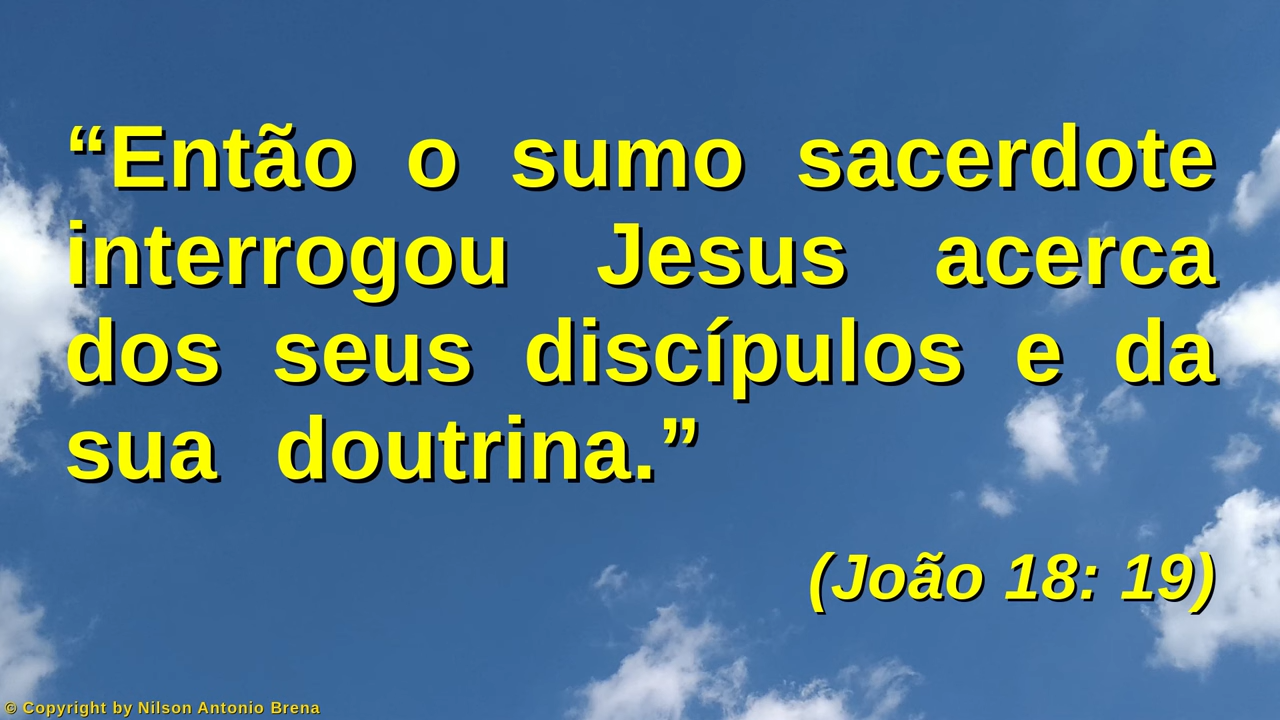 “Então o sumo sacerdote
interrogou Jesus acerca
dos seus discípulos e da
sua doutrina.”
(João 18: 19)
© Copyright by Nilson Antonio Brena